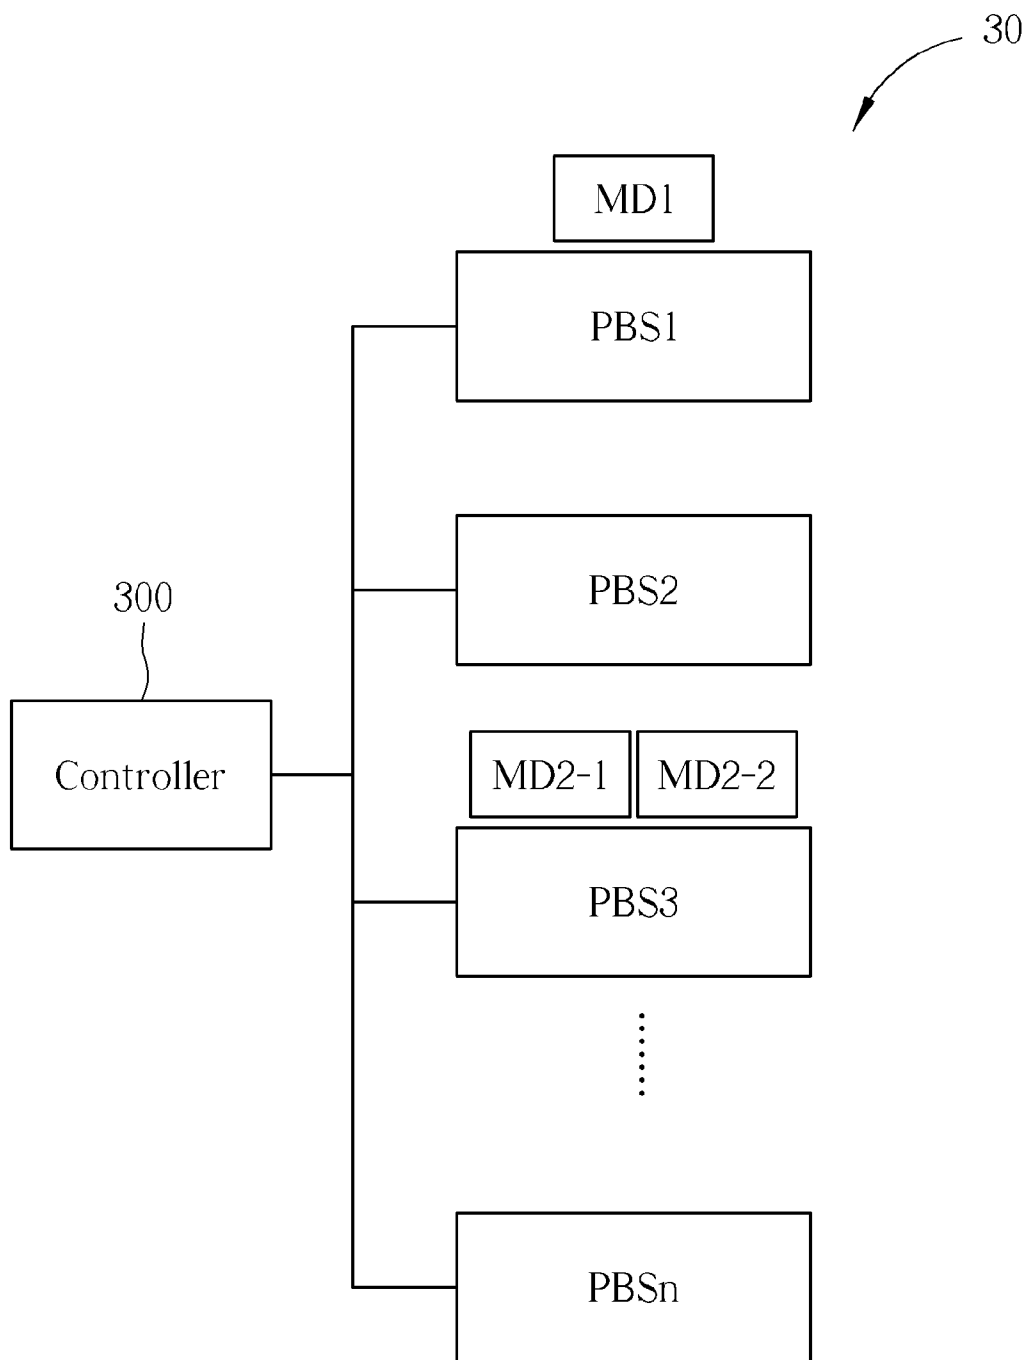 30
MD1
PBS1
PBS2
300
Controller
MD2-1 MD2-2
PBS3
PBSn